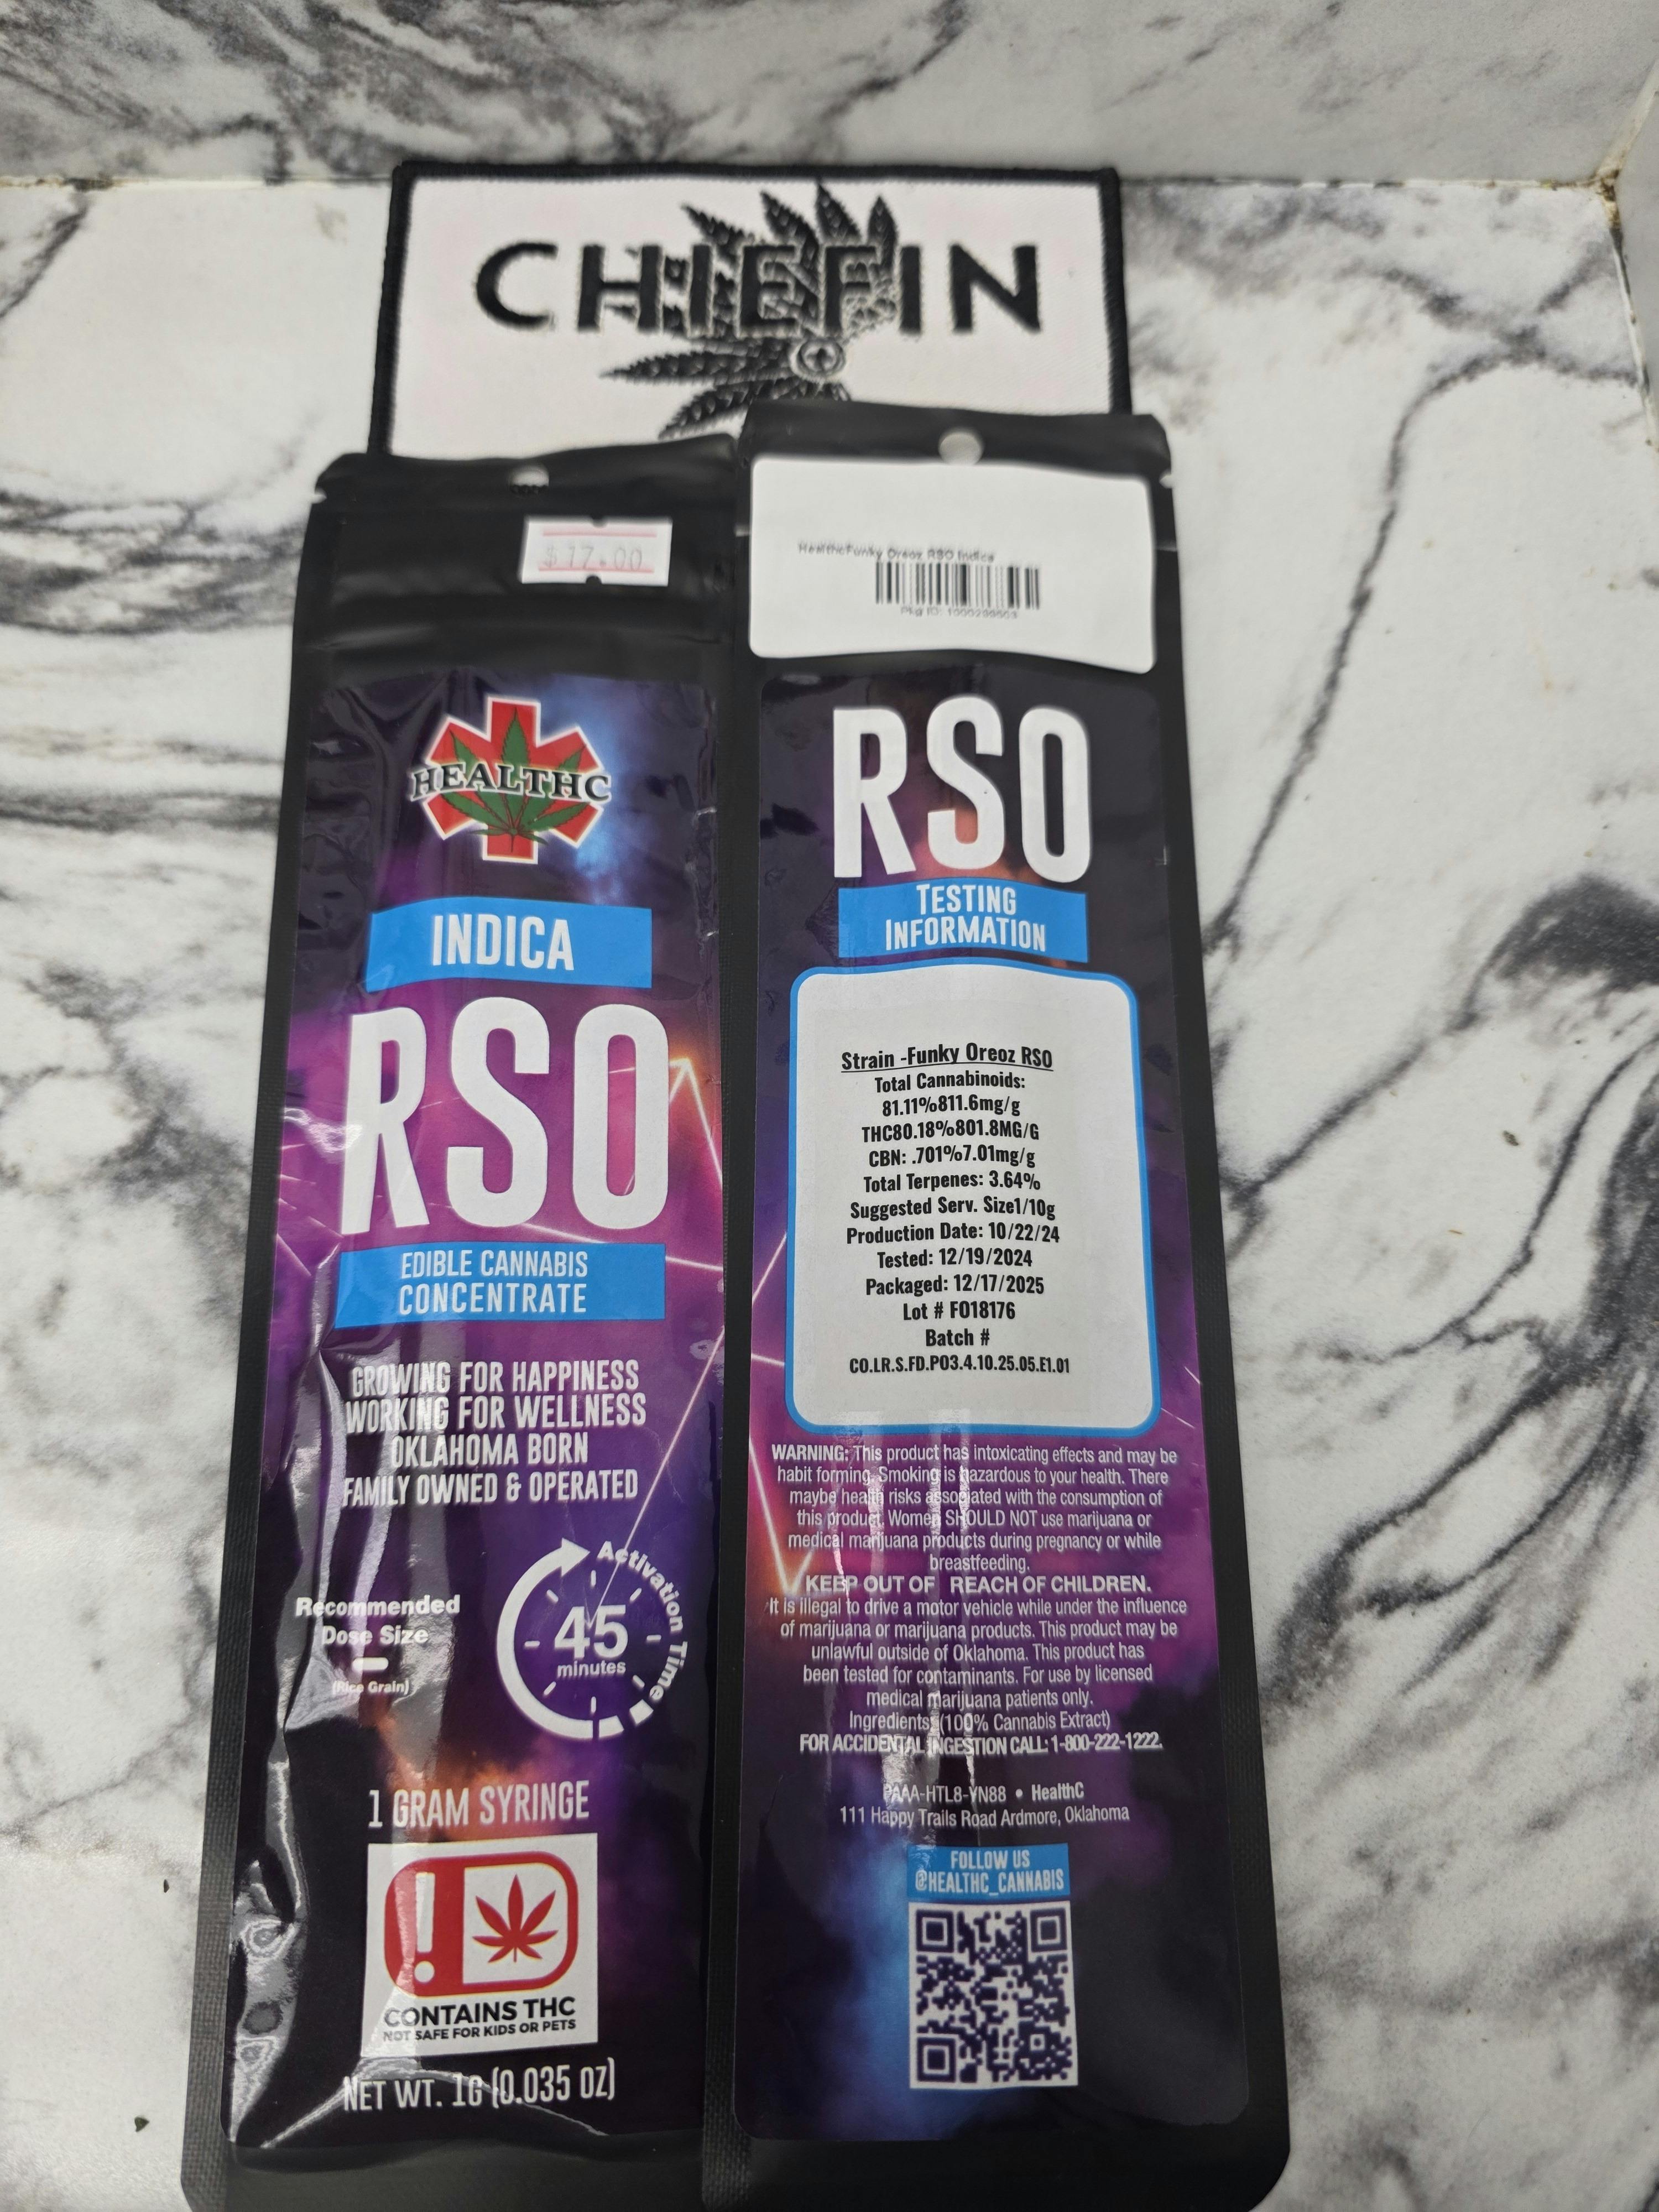 CHIEFIN
$17.00
HEALTHC
INDICA
RSO
EDIBLE CANNABIS
CONCENTRATE
GROWING FOR HAPPINESS
WORKING FOR WELLNESS
OKLAHOMA BORN
FAMILY OWNED & OPERATED
Recommended
Dose Size
(Rice Grain)
Activation Time
45
minutes
1 GRAM SYRINGE
!
CONTAINS THC
NOT SAFE FOR KIDS OR PETS
NET WT. 1G (0.035 OZ)
HealthcFunky Oreoz RSO Indica
Pkg ID:
RSO
TESTING
INFORMATION
Strain -Funky Oreoz RSO
Total Cannabinoids:
81.11%811.6mg/g
THC80.18%801.8MG/G
CBN: .701%7.01mg/g
Total Terpenes: 3.64%
Suggested Serv. Size1/10g
Production Date: 10/22/24
Tested: 12/19/2024
Packaged: 12/17/2025
Lot # FO18176
Batch #
CO.LR.S.FD.PO3.4.10.25.05.E1.01
WARNING: This product has intoxicating effects and may be
habit forming. Smoking is hazardous to your health. There
maybe health risks associated with the consumption of
this product. Women SHOULD NOT use marijuana or
medical marijuana products during pregnancy or while
breastfeeding.
KEEP OUT OF REACH OF CHILDREN.
It is illegal to drive a motor vehicle while under the influence
of marijuana or marijuana products. This product may be
unlawful outside of Oklahoma. This product has
been tested for contaminants. For use by licensed
medical marijuana patients only.
Ingredients: (100% Cannabis Extract)
FOR ACCIDENTAL INGESTION CALL: 1-800-222-1222.
PAAA-HTL8-YN88 • HealthC
111 Happy Trails Road Ardmore, Oklahoma
FOLLOW US
@HEALTHC_CANNABIS